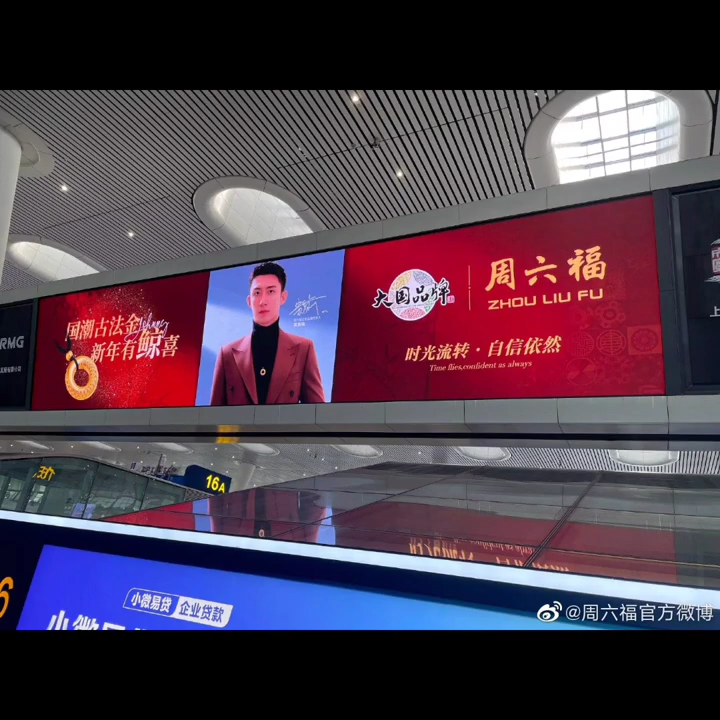 国潮古法金
新年有鲸喜
大国品牌
周六福
ZHOU LIU FU
时光流转·自信依然
Time flies,confident as always
RMG
16A
小微易贷 企业贷款
@周六福官方微博